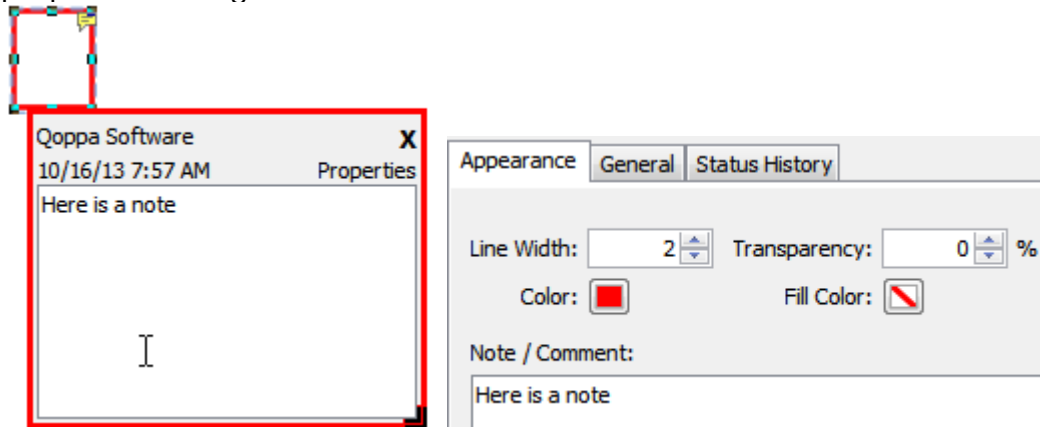 Qoppa Software X
10/16/13 7:57 AM Properties
Here is a note
Appearance General Status History
Line Width: 2 Transparency: 0 %
Color: Fill Color:
Note / Comment:
Here is a note